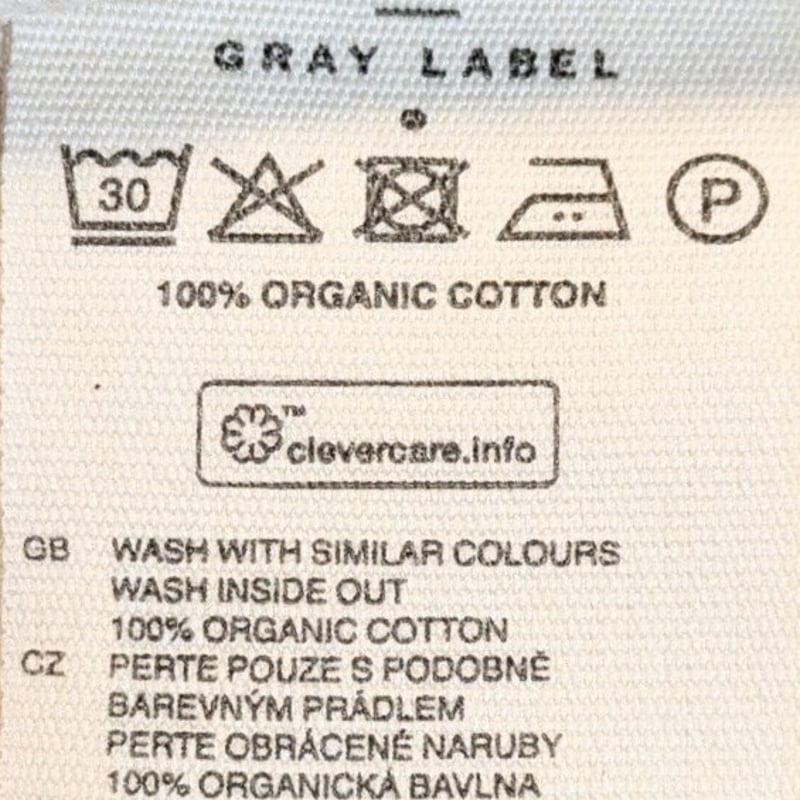 GRAY LABEL
30 P
100% ORGANIC COTTON
™
clevercare.info
GB WASH WITH SIMILAR COLOURS
WASH INSIDE OUT
100% ORGANIC COTTON
CZ PERTE POUZE S PODOBNĚ
BAREVNÝM PRÁDLEM
PERTE OBRÁCENÉ NARUBY
100% ORGANICKÁ BAVLNA